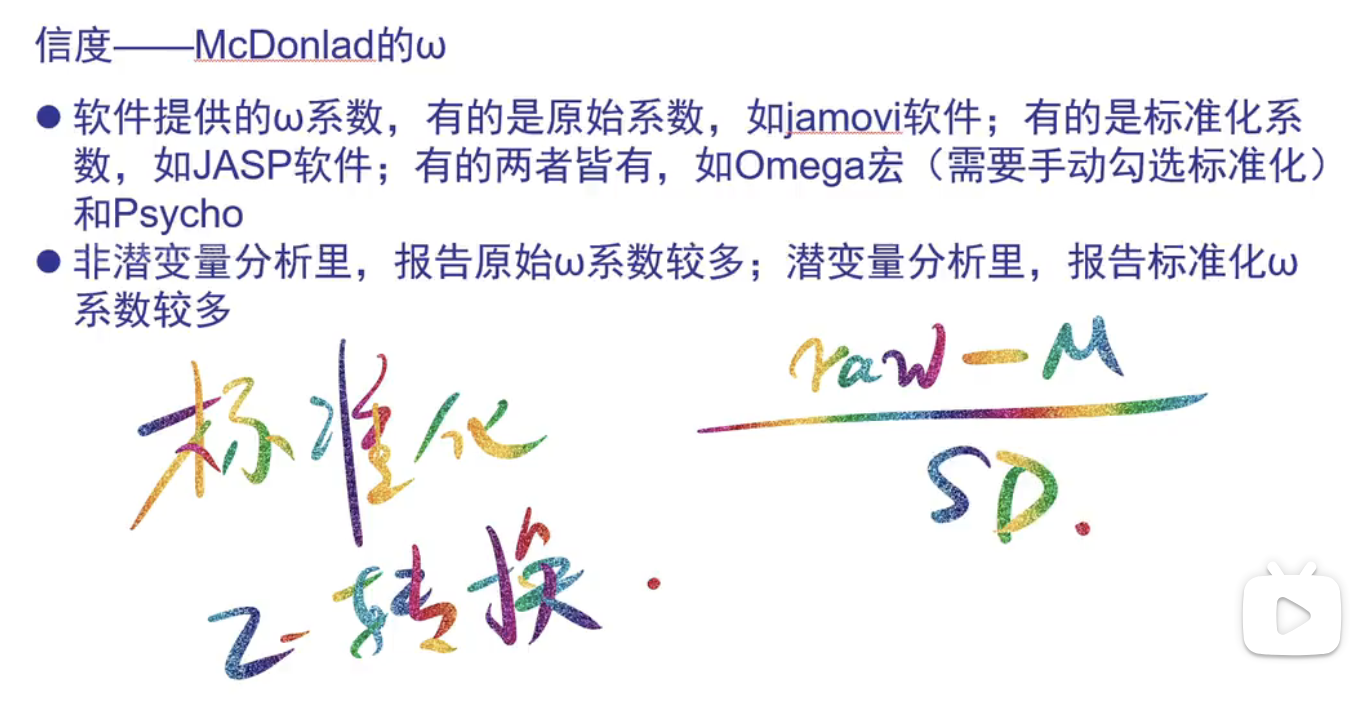 信度——McDonlad的ω
● 软件提供的ω系数，有的是原始系数，如jamovi软件；有的是标准化系
数，如JASP软件；有的两者皆有，如Omega宏（需要手动勾选标准化）
和Psycho
● 非潜变量分析里，报告原始ω系数较多；潜变量分析里，报告标准化ω
系数较多
标准化
raw-M
SD.
Z-转换.